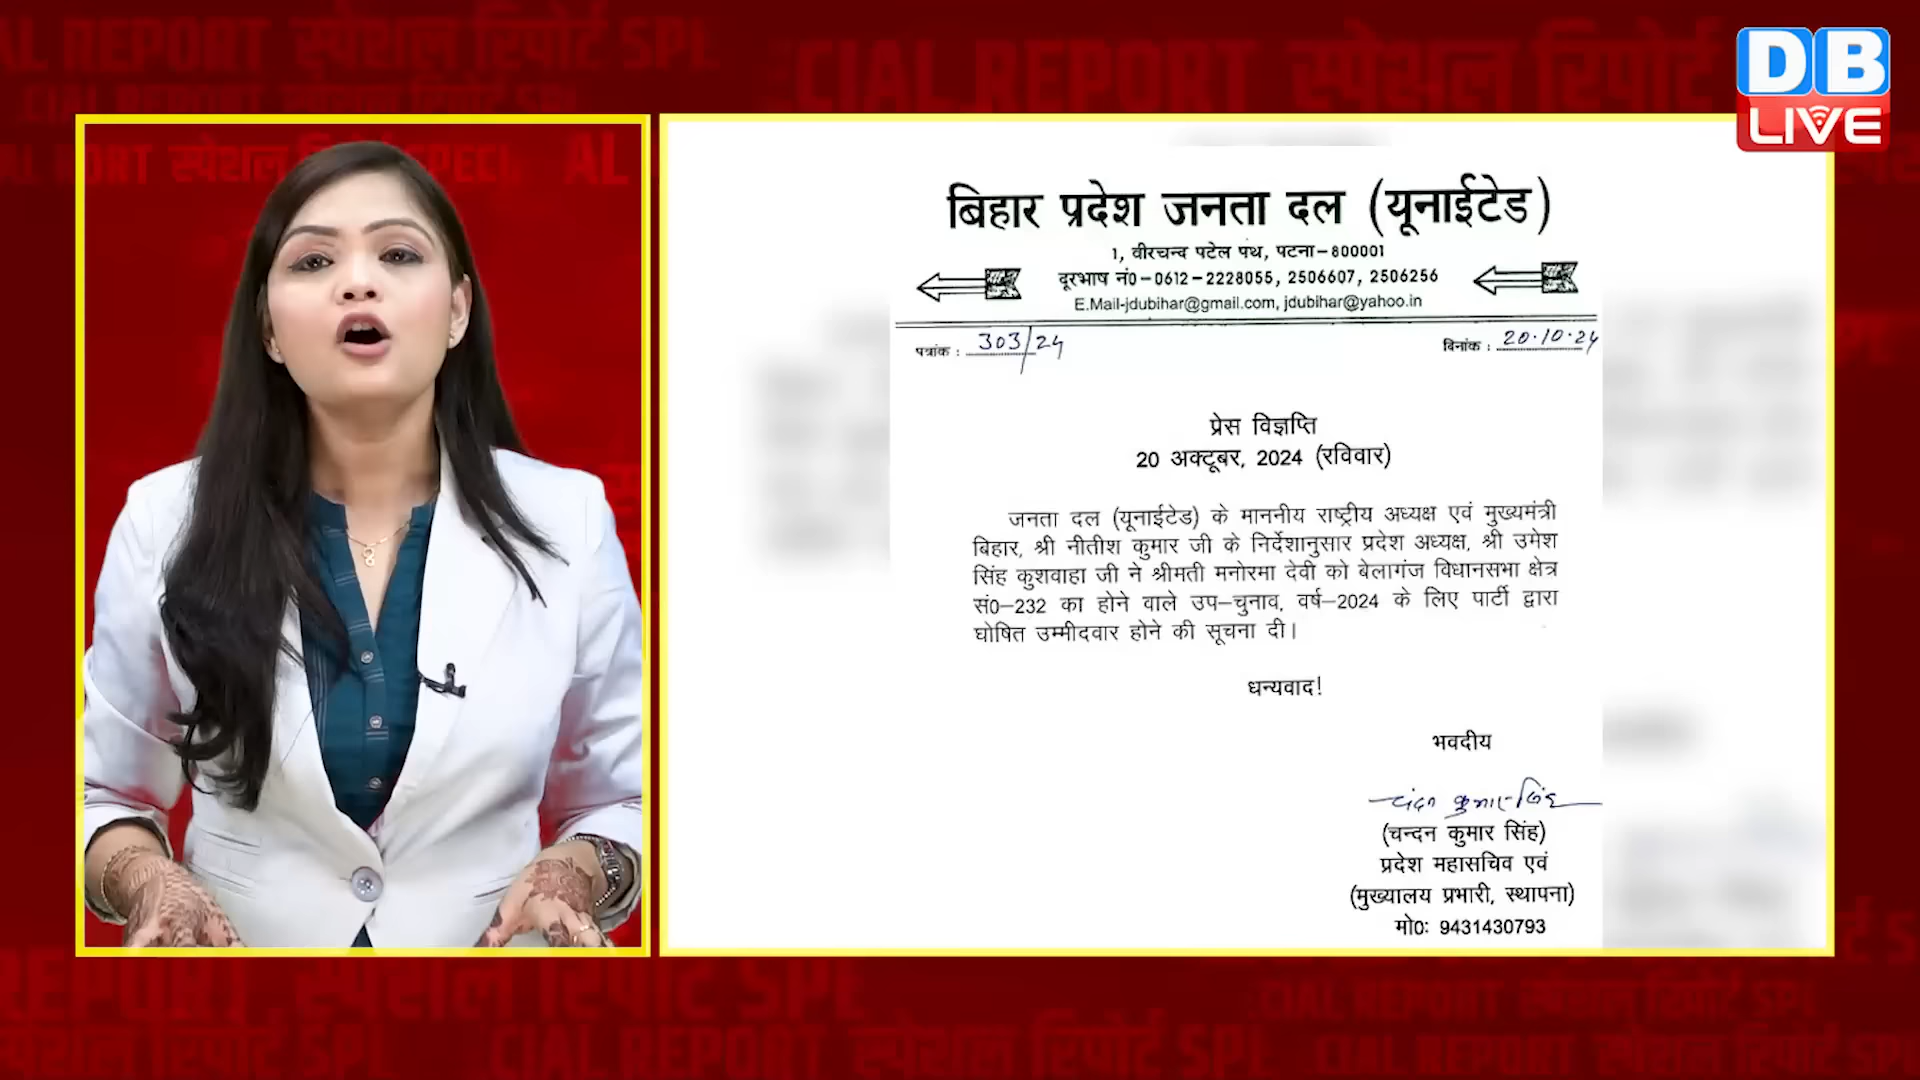 DB
LIVE
SPECIAL REPORT स्पेशल रिपोर्ट
बिहार प्रदेश जनता दल (यूनाईटेड)
1, वीरचन्द पटेल पथ, पटना-800001
दूरभाष नं0-0612-2228055, 2506607, 2506256
E.Mail-jdubihar@gmail.com, jdubihar@yahoo.in
पत्रांक : 303/24
दिनांक : 20.10.24
प्रेस विज्ञप्ति
20 अक्टूबर, 2024 (रविवार)
जनता दल (यूनाईटेड) के माननीय राष्ट्रीय अध्यक्ष एवं मुख्यमंत्री
बिहार, श्री नीतीश कुमार जी के निर्देशानुसार प्रदेश अध्यक्ष, श्री उमेश
सिंह कुशवाहा जी ने श्रीमती मनोरमा देवी को बेलागंज विधानसभा क्षेत्र
सं0-232 का होने वाले उप-चुनाव, वर्ष-2024 के लिए पार्टी द्वारा
घोषित उम्मीदवार होने की सूचना दी।
धन्यवाद!
भवदीय
चंदन कुमार सिंह
(चन्दन कुमार सिंह)
प्रदेश महासचिव एवं
(मुख्यालय प्रभारी, स्थापना)
मो0: 9431430793